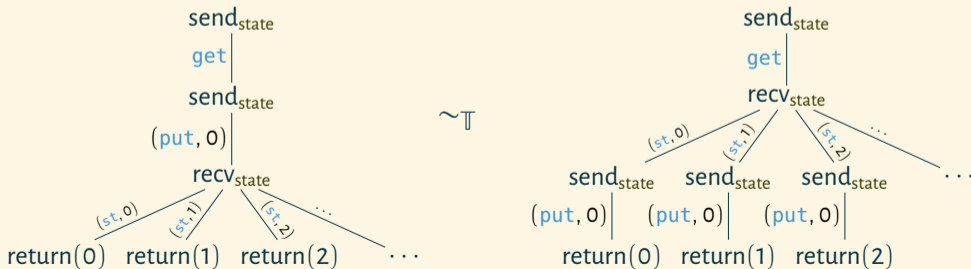 send_state send_state
get get
send_state recv_state
∼𝕋
(put, 0) (st,0) (st,1) (st,2) ...
recv_state send_state send_state send_state ...
(st,0) (st,1) (st,2) ... (put, 0) (put, 0) (put, 0)
return(0) return(1) return(2) ... return(0) return(1) return(2)